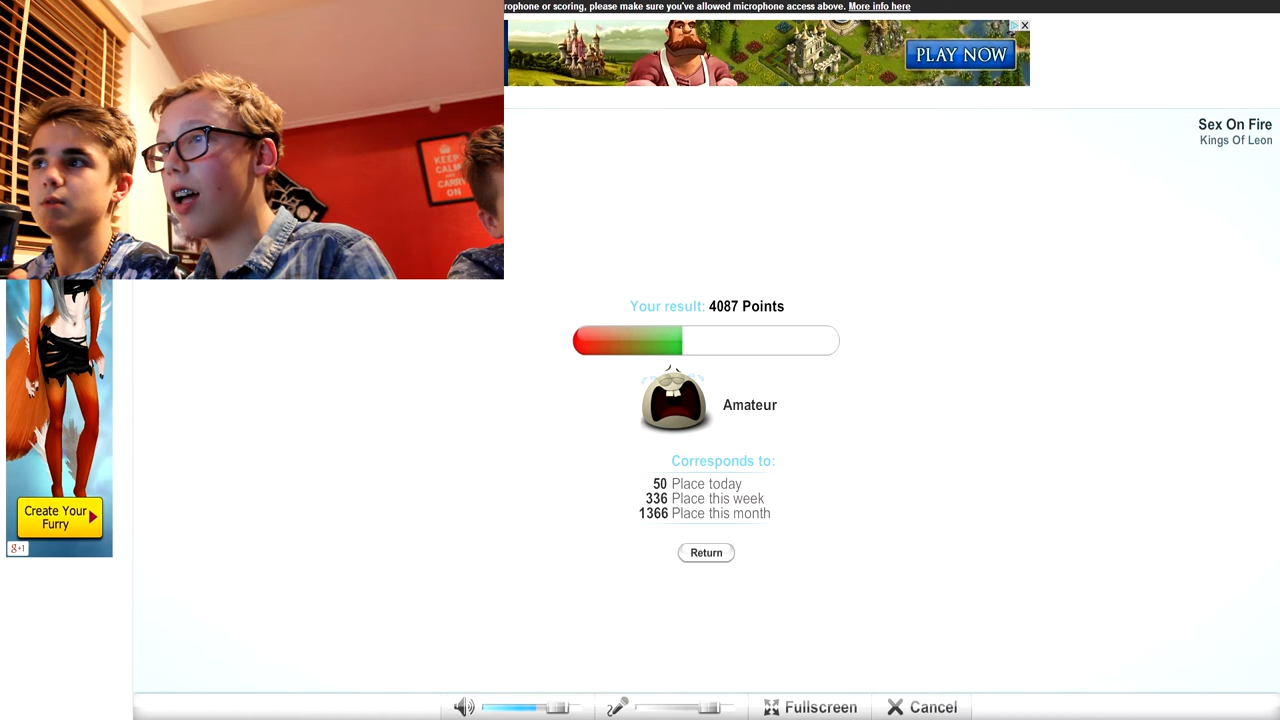 rophone or scoring, please make sure you've allowed microphone access above. More info here
PLAY NOW
Sex On Fire
Kings Of Leon
KEEP
CALM
AND
CARRY
ON
Your result: 4087 Points
Amateur
Corresponds to:
50 Place today
336 Place this week
1366 Place this month
Return
Create Your
Furry
g+1
Fullscreen
Cancel